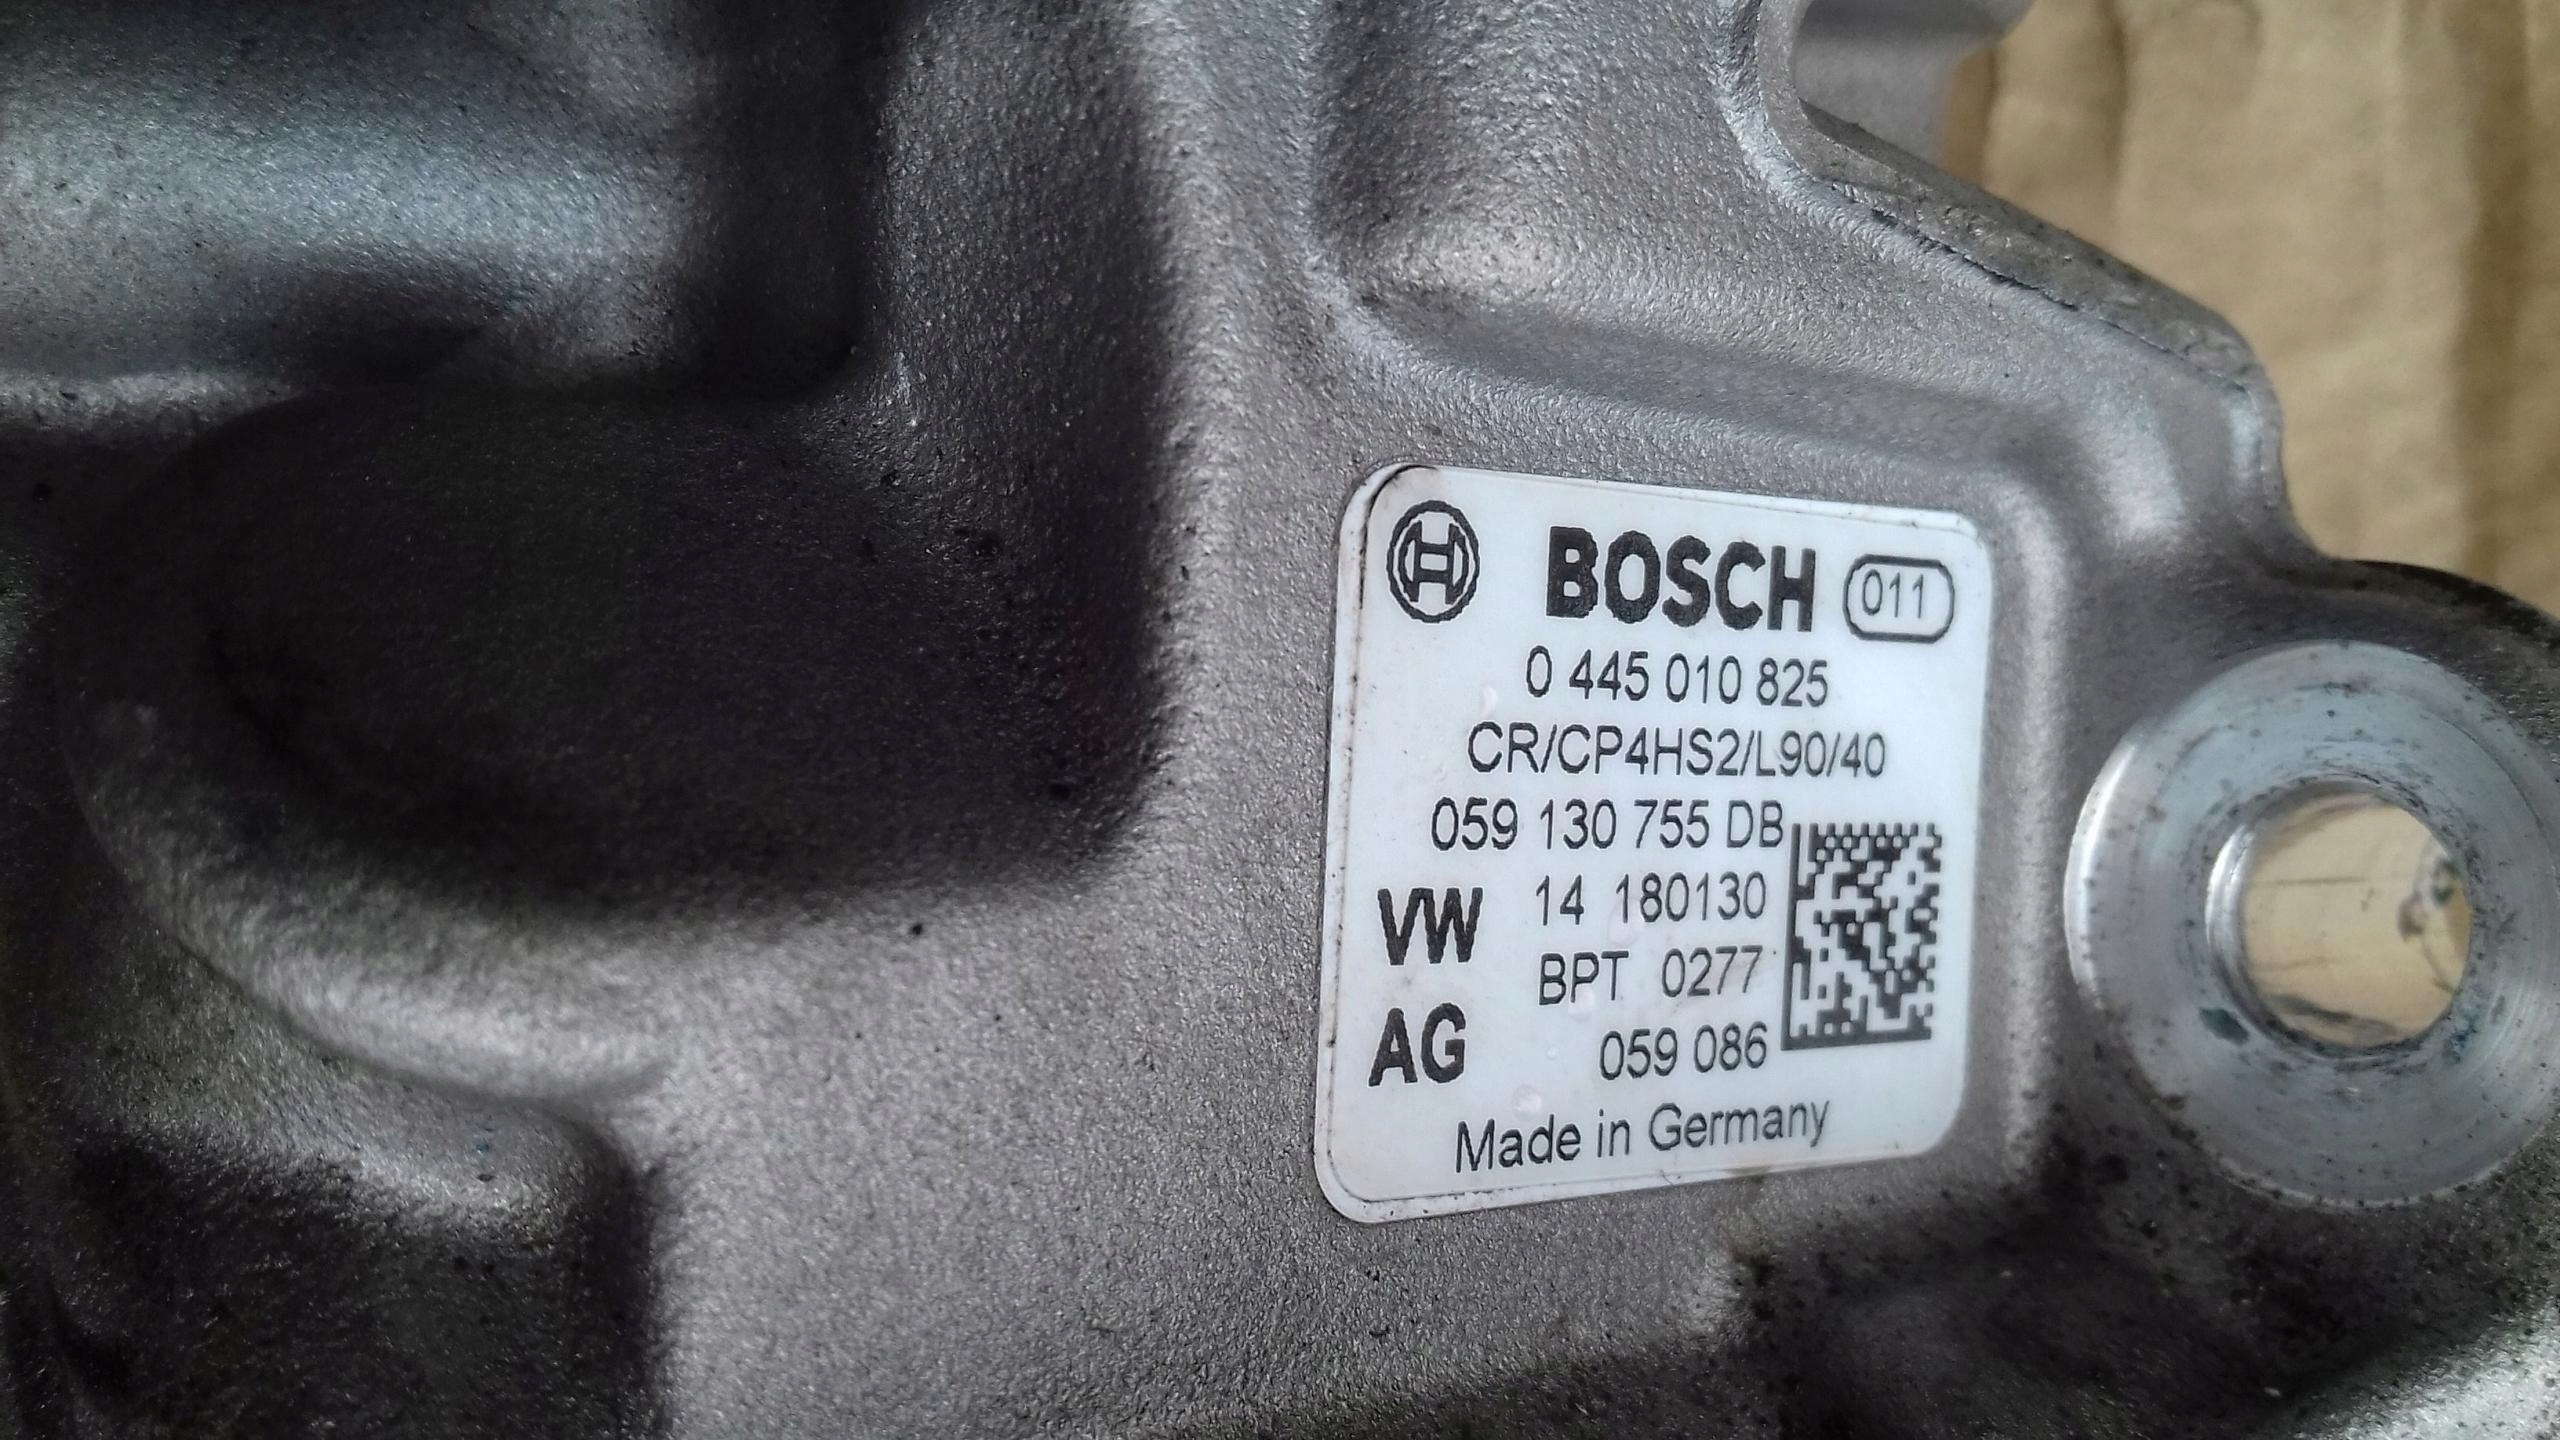 BOSCH 011
0 445 010 825
CR/CP4HS2/L90/40
059 130 755 DB
VW 14 180130
BPT 0277
AG 059 086
Made in Germany